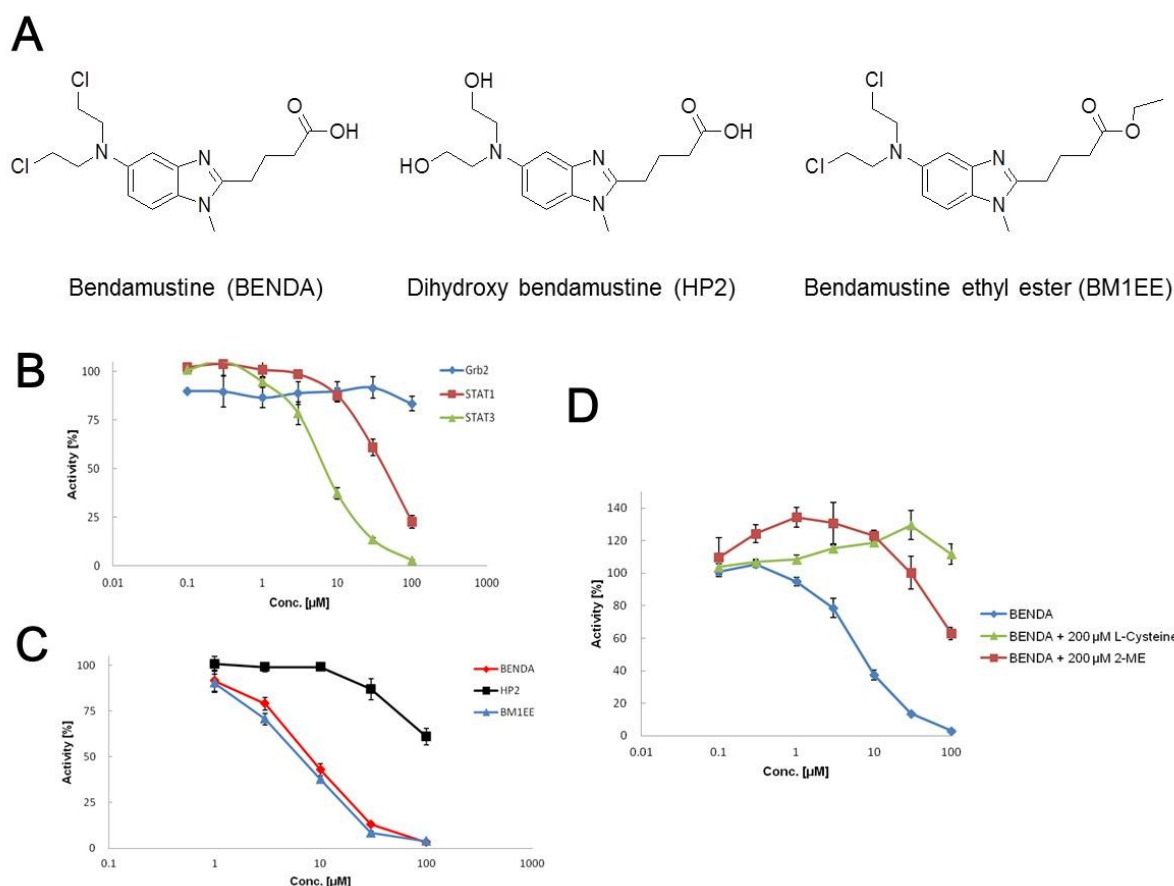 A
Cl
Cl
N
N
N
O
OH
OH
HO
N
N
N
O
OH
Cl
Cl
N
N
N
O
O
Bendamustine (BENDA)
Dihydroxy bendamustine (HP2)
Bendamustine ethyl ester (BM1EE)
B
Activity [%]
100
75
50
25
0
0.01 0.1 1 10 100 1000
Conc. [µM]
Grb2
STAT1
STAT3
C
Activity [%]
100
75
50
25
0
0.1 1 10 100 1000
Conc. [µM]
BENDA
HP2
BM1EE
D
Activity [%]
140
120
100
80
60
40
20
0
0.01 0.1 1 10 100
Conc. [µM]
BENDA
BENDA + 200 µM L-Cysteine
BENDA + 200 µM 2-ME